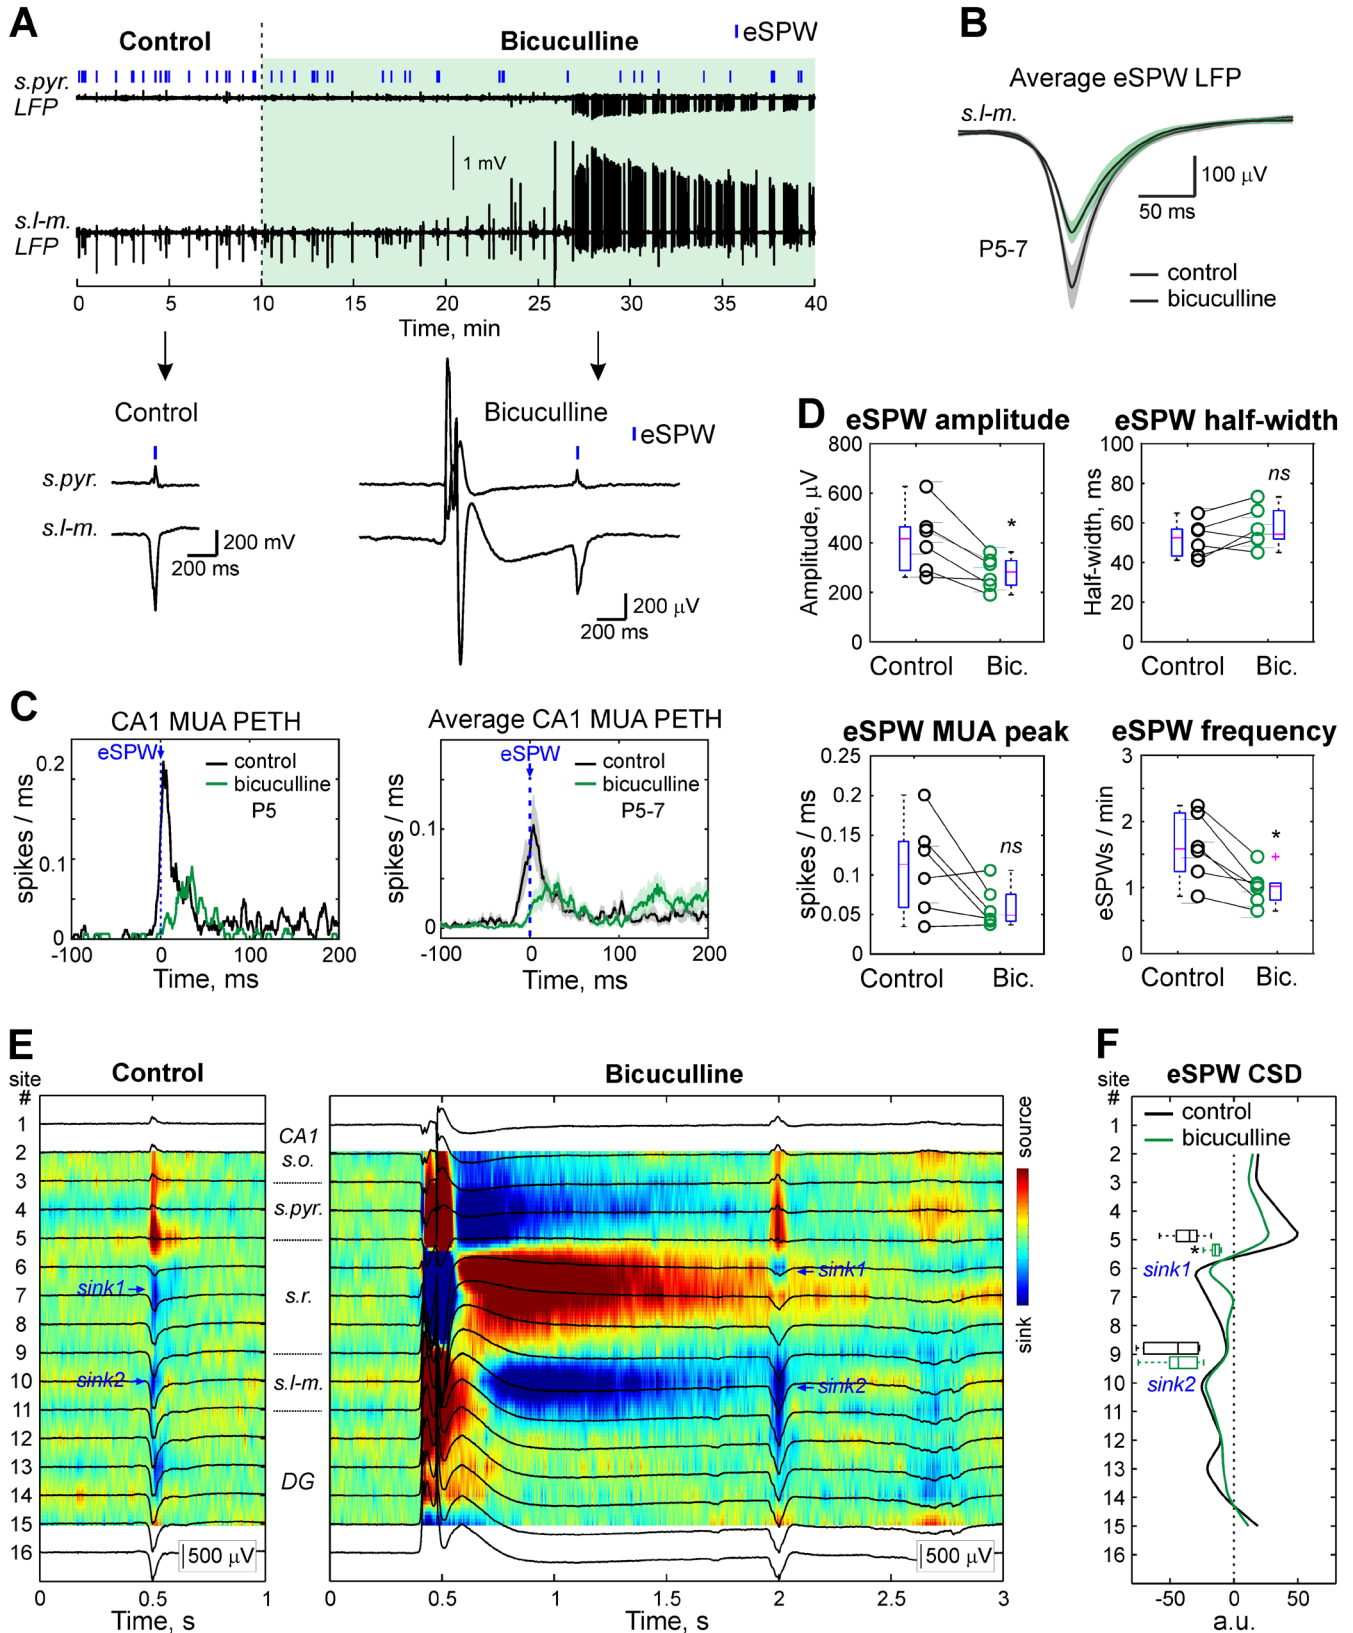 A
Control
Bicuculline
eSPW
s.pyr.
LFP
1 mV
s.l-m.
LFP
0 5 10 15 20 25 30 35 40
Time, min
Control
Bicuculline
eSPW
s.pyr.
s.l-m.
200 mV
200 ms
200 µV
200 ms
B
Average eSPW LFP
s.l-m.
100 µV
50 ms
P5-7
control
bicuculline
C
CA1 MUA PETH
eSPW
control
bicuculline
P5
spikes / ms
0.2
0.1
0
-100 0 100 200
Time, ms
Average CA1 MUA PETH
eSPW
control
bicuculline
P5-7
spikes / ms
0.1
0
-100 0 100 200
Time, ms
D
eSPW amplitude
Amplitude, µV
800
600
400
200
0
*
Control Bic.
eSPW half-width
Half-width, ms
100
80
60
40
20
0
ns
Control Bic.
eSPW MUA peak
spikes / ms
0.25
0.2
0.15
0.1
0.05
0
ns
Control Bic.
eSPW frequency
eSPWs / min
3
2
1
0
*
Control Bic.
E
site
#
Control
Bicuculline
1
2
3
4
5
6
7
8
9
10
11
12
13
14
15
16
sink1
sink2
CA1
s.o.
s.pyr.
s.r.
s.l-m.
DG
sink1
sink2
500 µV
500 µV
0 0.5 1
Time, s
0 0.5 1 1.5 2 2.5 3
Time, s
source
sink
F
site
#
eSPW CSD
control
bicuculline
1
2
3
4
5
*
6
sink1
7
8
9
10
sink2
11
12
13
14
15
16
-50 0 50
a.u.